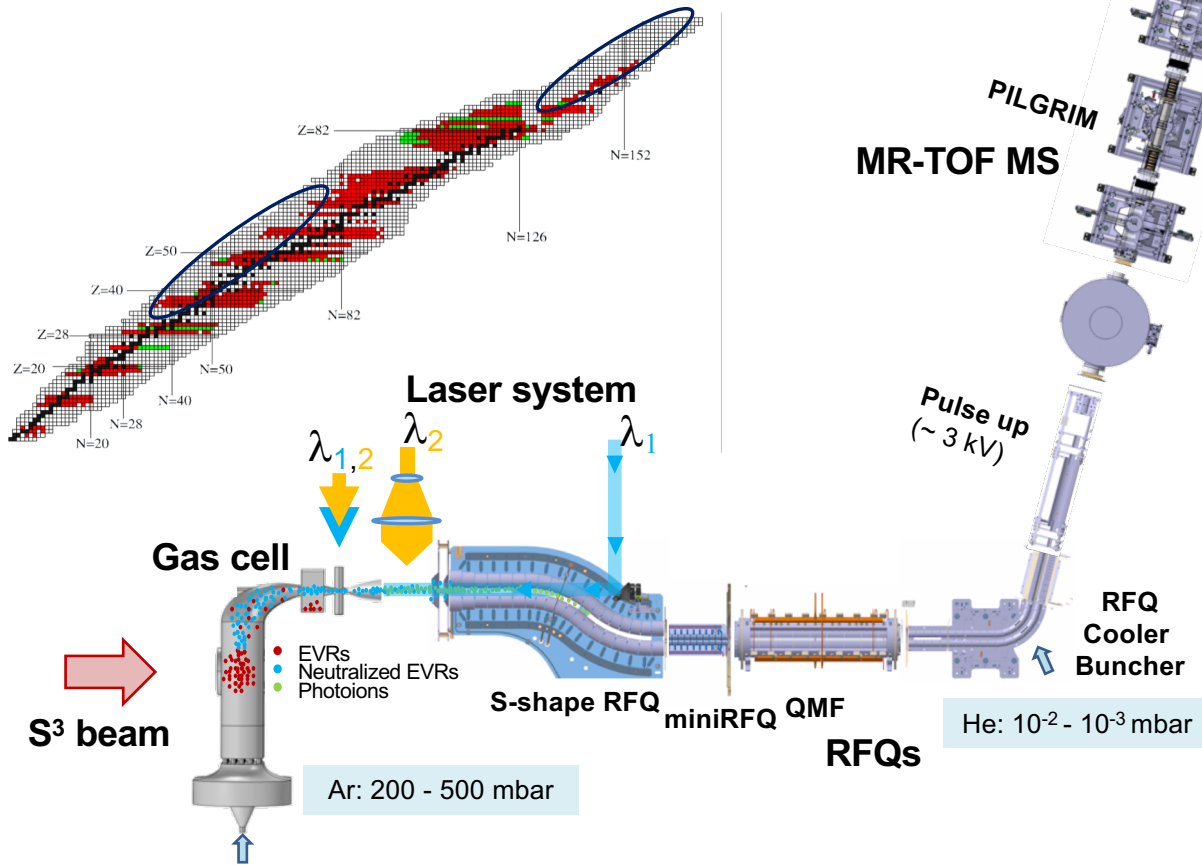 Z=82
N=152
Z=50
N=126
Z=40
N=82
Z=28
Z=20
N=50
N=40
N=28
N=20
PILGRIM
MR-TOF MS
Pulse up
(~ 3 kV)
Laser system
λ1,2
λ2
λ1
Gas cell
EVRs
Neutralized EVRs
Photoions
S³ beam
Ar: 200 - 500 mbar
S-shape RFQ
miniRFQ
QMF
RFQs
RFQ
Cooler
Buncher
He: 10⁻² - 10⁻³ mbar